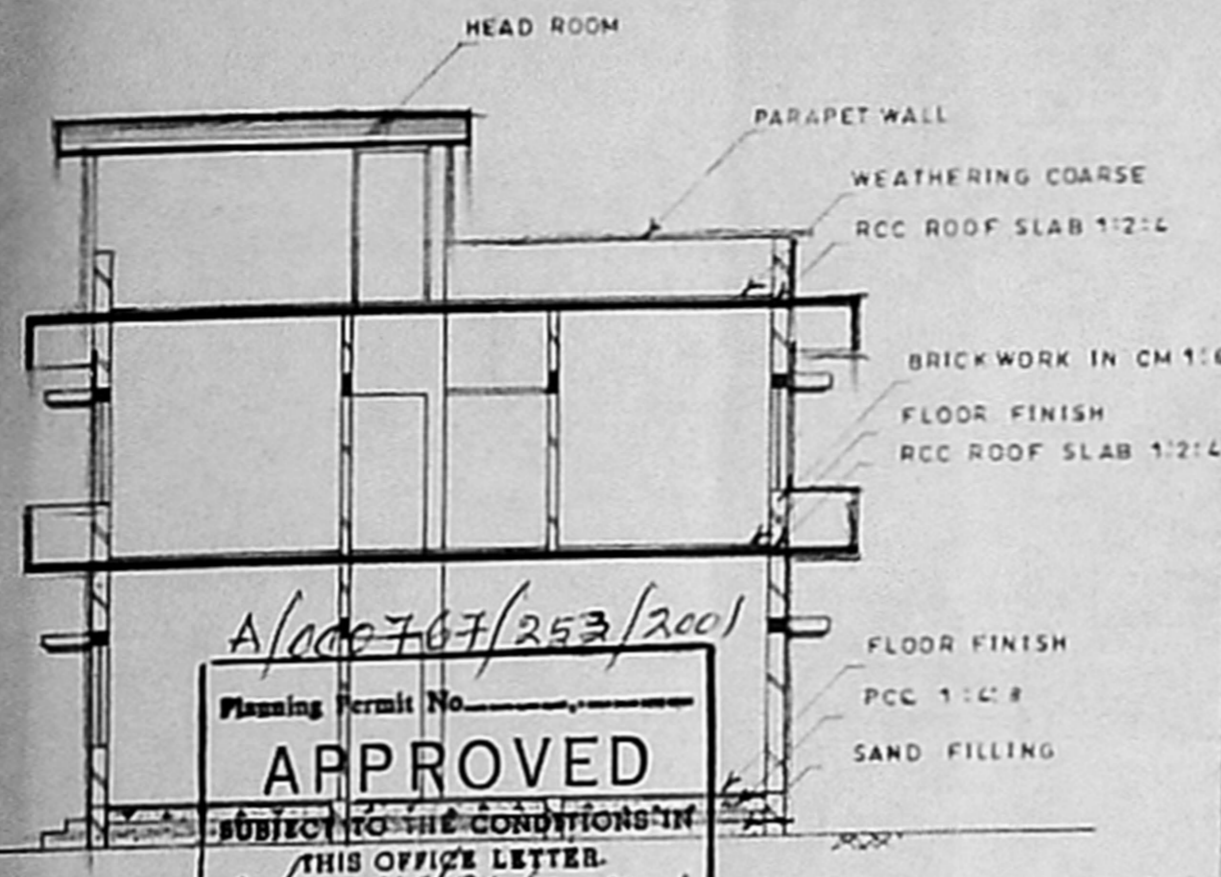 HEAD ROOM
PARAPET WALL
WEATHERING COARSE
RCC ROOF SLAB 1:2:4
BRICKWORK IN CM 1:6
FLOOR FINISH
RCC ROOF SLAB 1:2:4
A/000767/253/2001
FLOOR FINISH
Planning Permit No
PCC 1:4:8
APPROVED
SAND FILLING
SUBJECT TO THE CONDITIONS IN
THIS OFFICE LETTER.